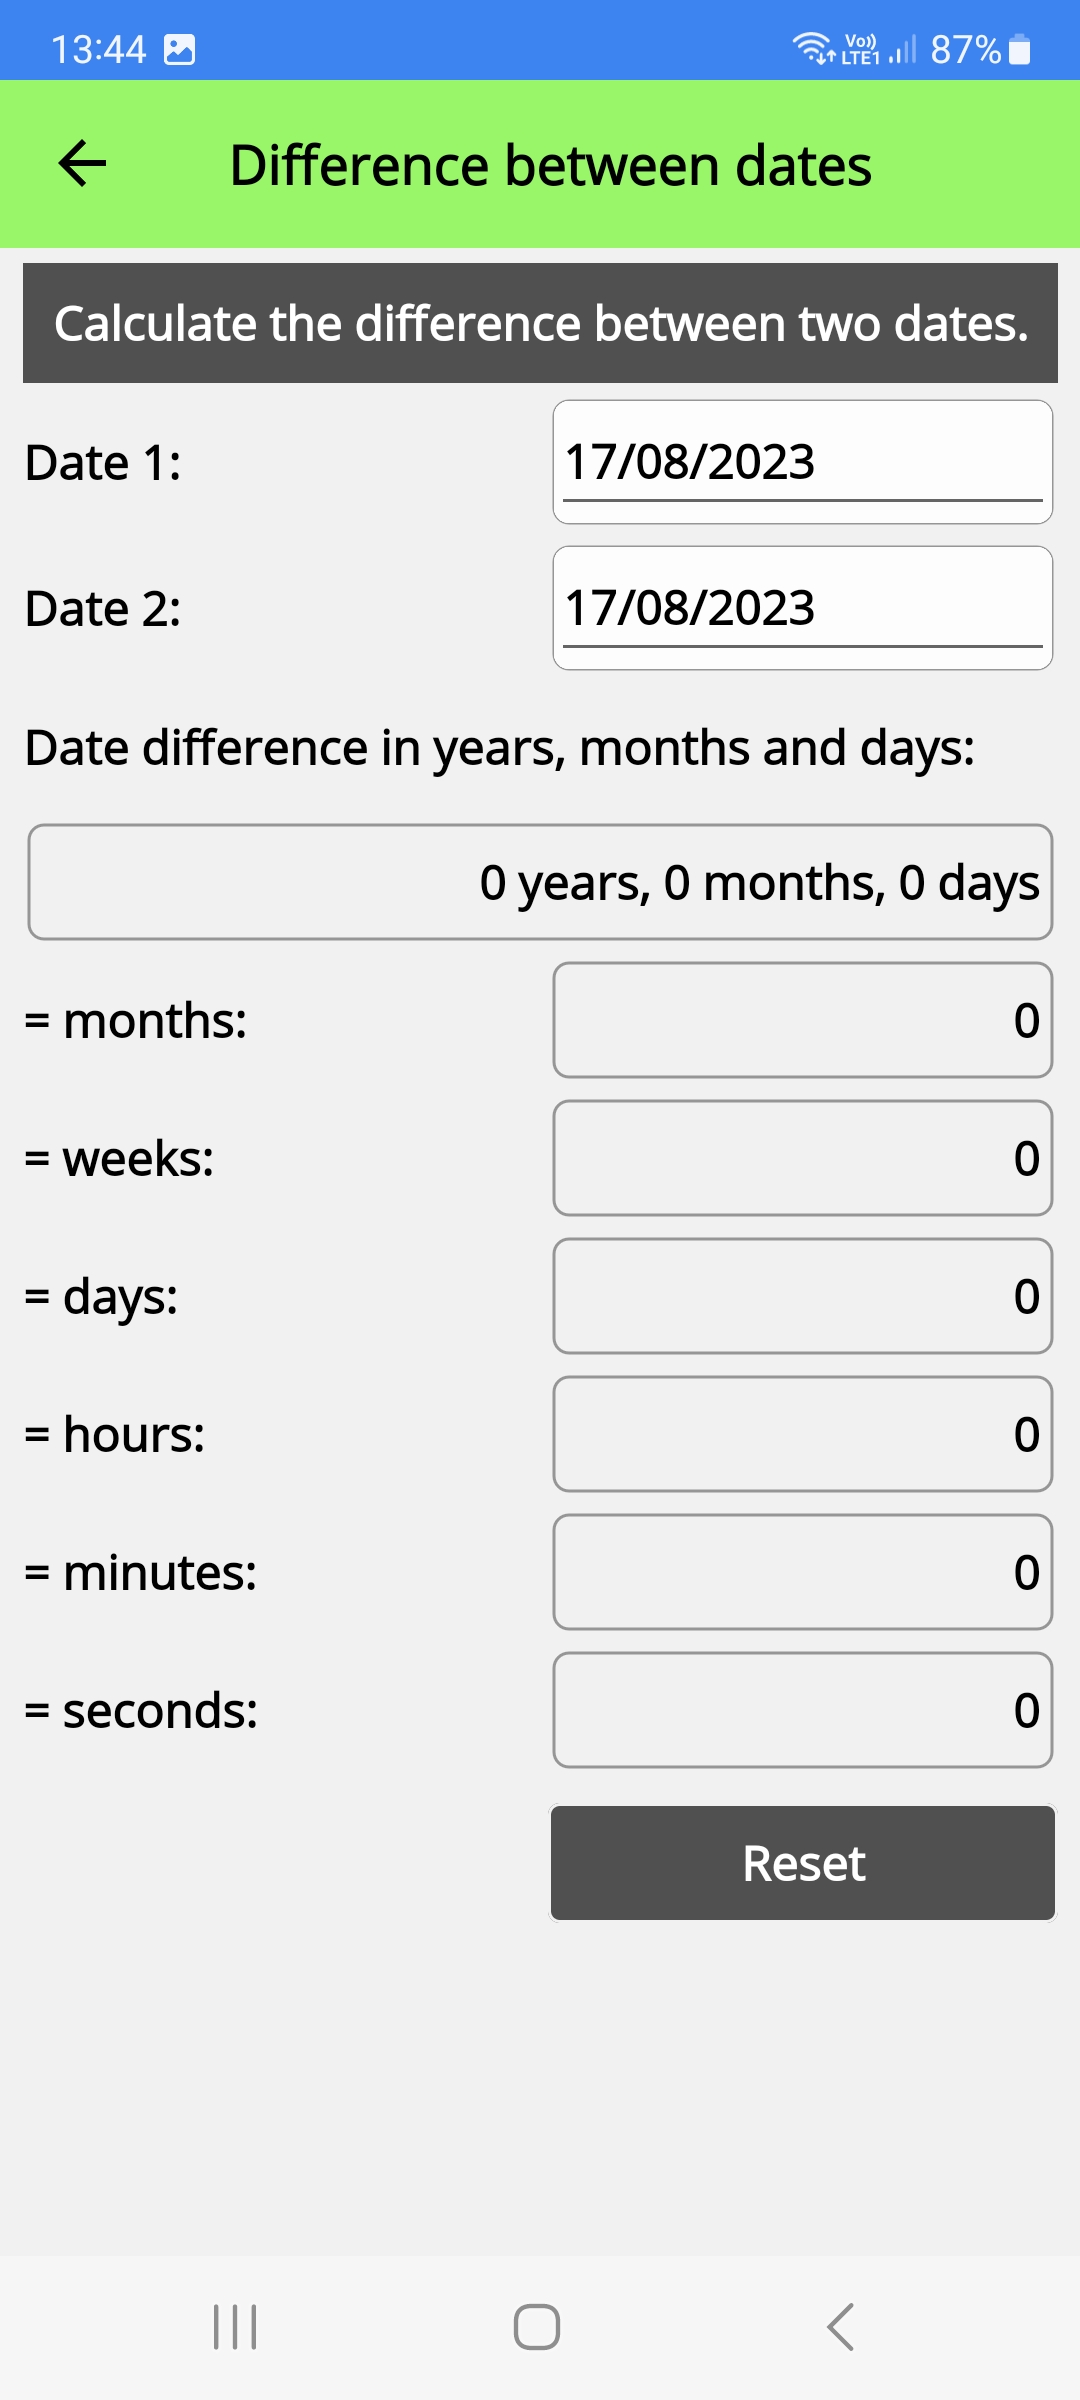 13:44 Vo)) LTE1 87%
Difference between dates
Calculate the difference between two dates.
Date 1: 17/08/2023
Date 2: 17/08/2023
Date difference in years, months and days:
0 years, 0 months, 0 days
= months: 0
= weeks: 0
= days: 0
= hours: 0
= minutes: 0
= seconds: 0
Reset